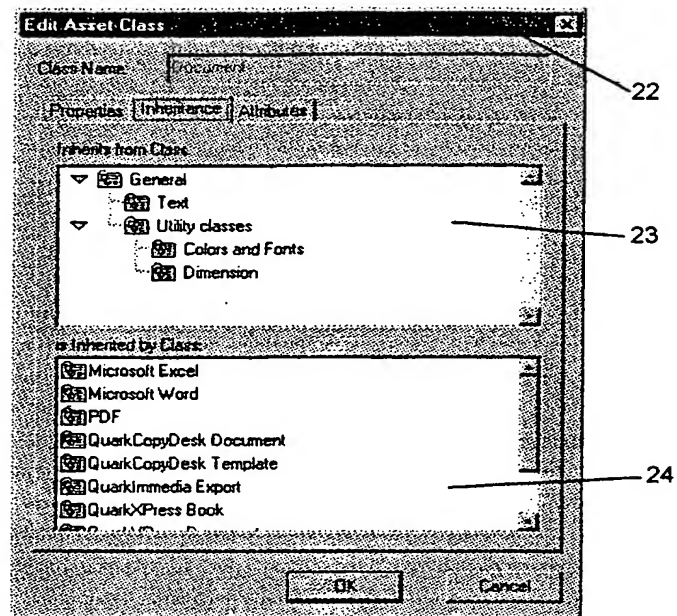 Edit Asset Class
Class Name: Document
22
Properties Inheritance Attributes
Inherits from Class
General
Text
Utility classes
23
Colors and Fonts
Dimension
is Inherited by Class:
Microsoft Excel
Microsoft Word
PDF
QuarkCopyDesk Document
QuarkCopyDesk Template
QuarkImmedia Export
24
QuarkXPress Book
OK Cancel